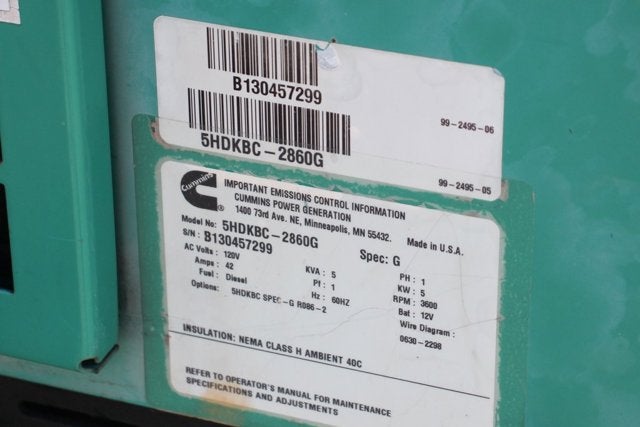 B130457299
99-2495-06
5HDKBC-2860G
99-2495-05
Cummins
IMPORTANT EMISSIONS CONTROL INFORMATION
CUMMINS POWER GENERATION
1400 73rd Ave. NE, Minneapolis, MN 55432.
Made in U.S.A.
Model No: 5HDKBC-2860G Spec: G
S/N: B130457299
AC Volts: 120V KVA: 5 PH: 1
Amps: 42 Pf: 1 KW: 5
Fuel: Diesel Hz: 60HZ RPM: 3600
Options: 5HDKBC SPEC-G R086-2 Bat: 12V
Wire Diagram:
0630-2298
INSULATION: NEMA CLASS H AMBIENT 40C
REFER TO OPERATOR'S MANUAL FOR MAINTENANCE
SPECIFICATIONS AND ADJUSTMENTS